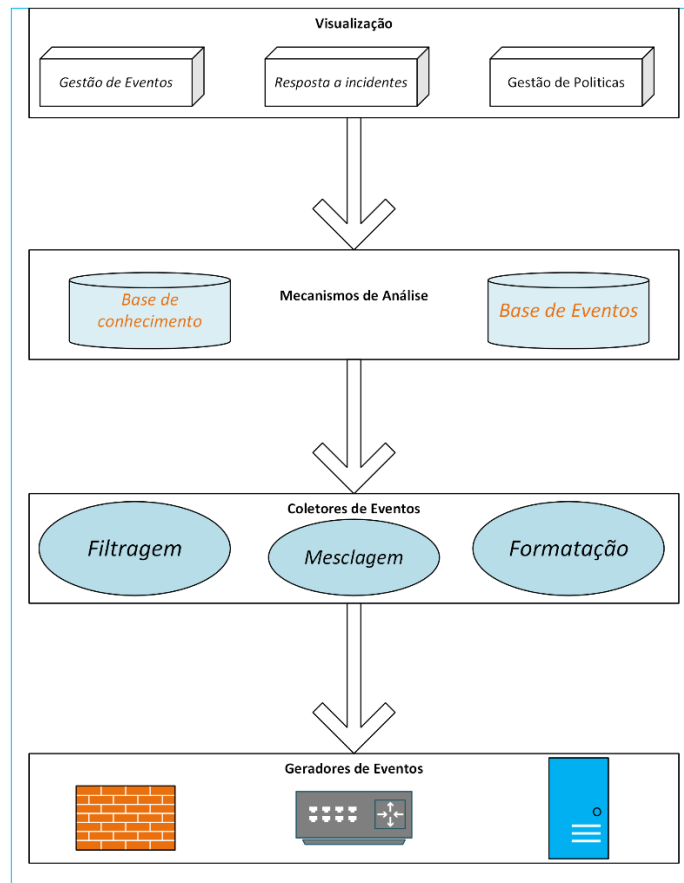 Visualização
Gestão de Eventos
Resposta a incidentes
Gestão de Politicas
Base de
conhecimento
Mecanismos de Análise
Base de Eventos
Coletores de Eventos
Filtragem
Mesclagem
Formatação
Geradores de Eventos